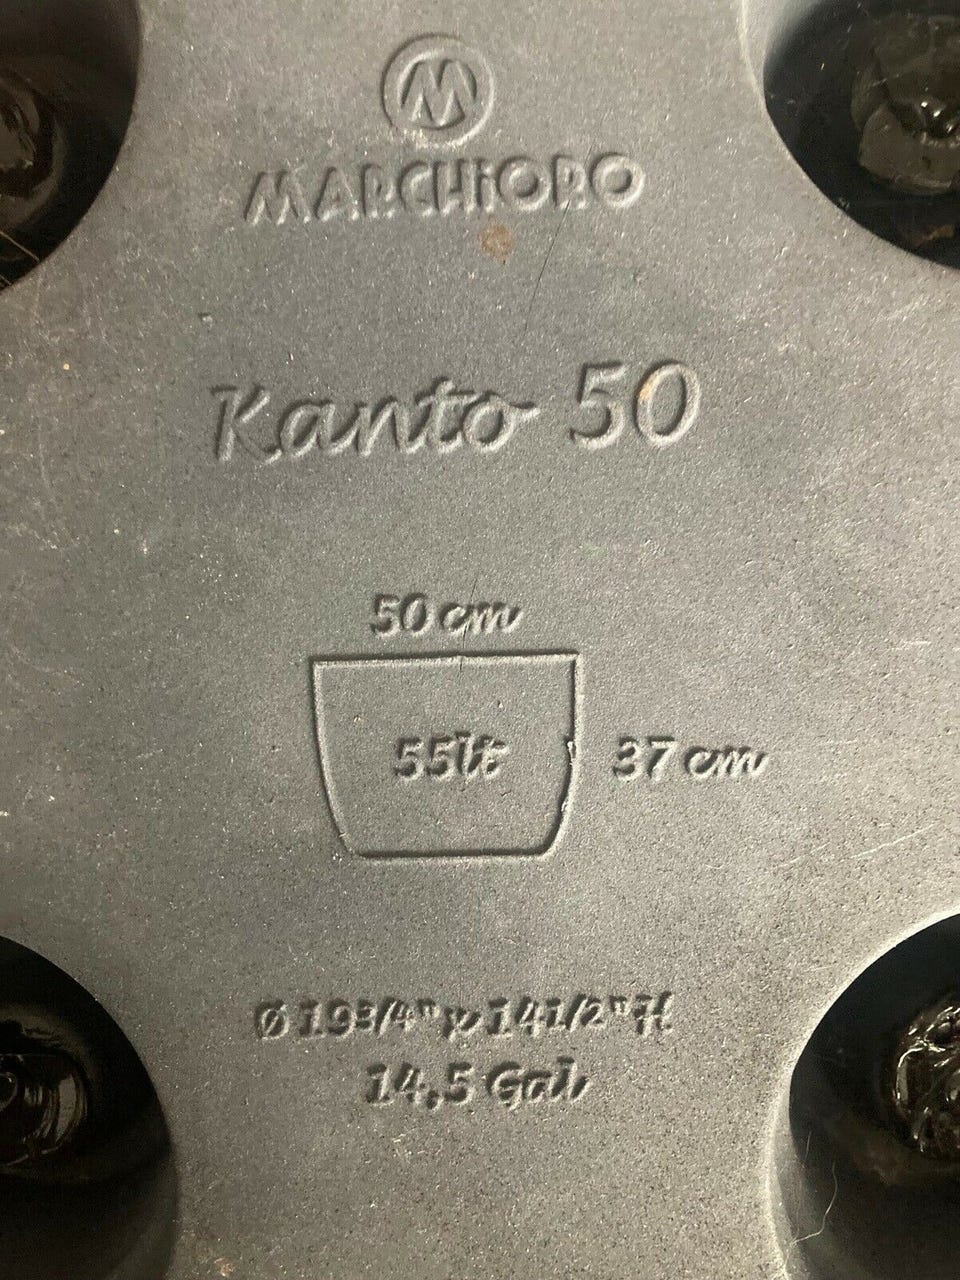 M
MARCHiORO
Kanto 50
50 cm
55lt
37 cm
Ø 19 3/4" x 14 1/2" H
14,5 Gal